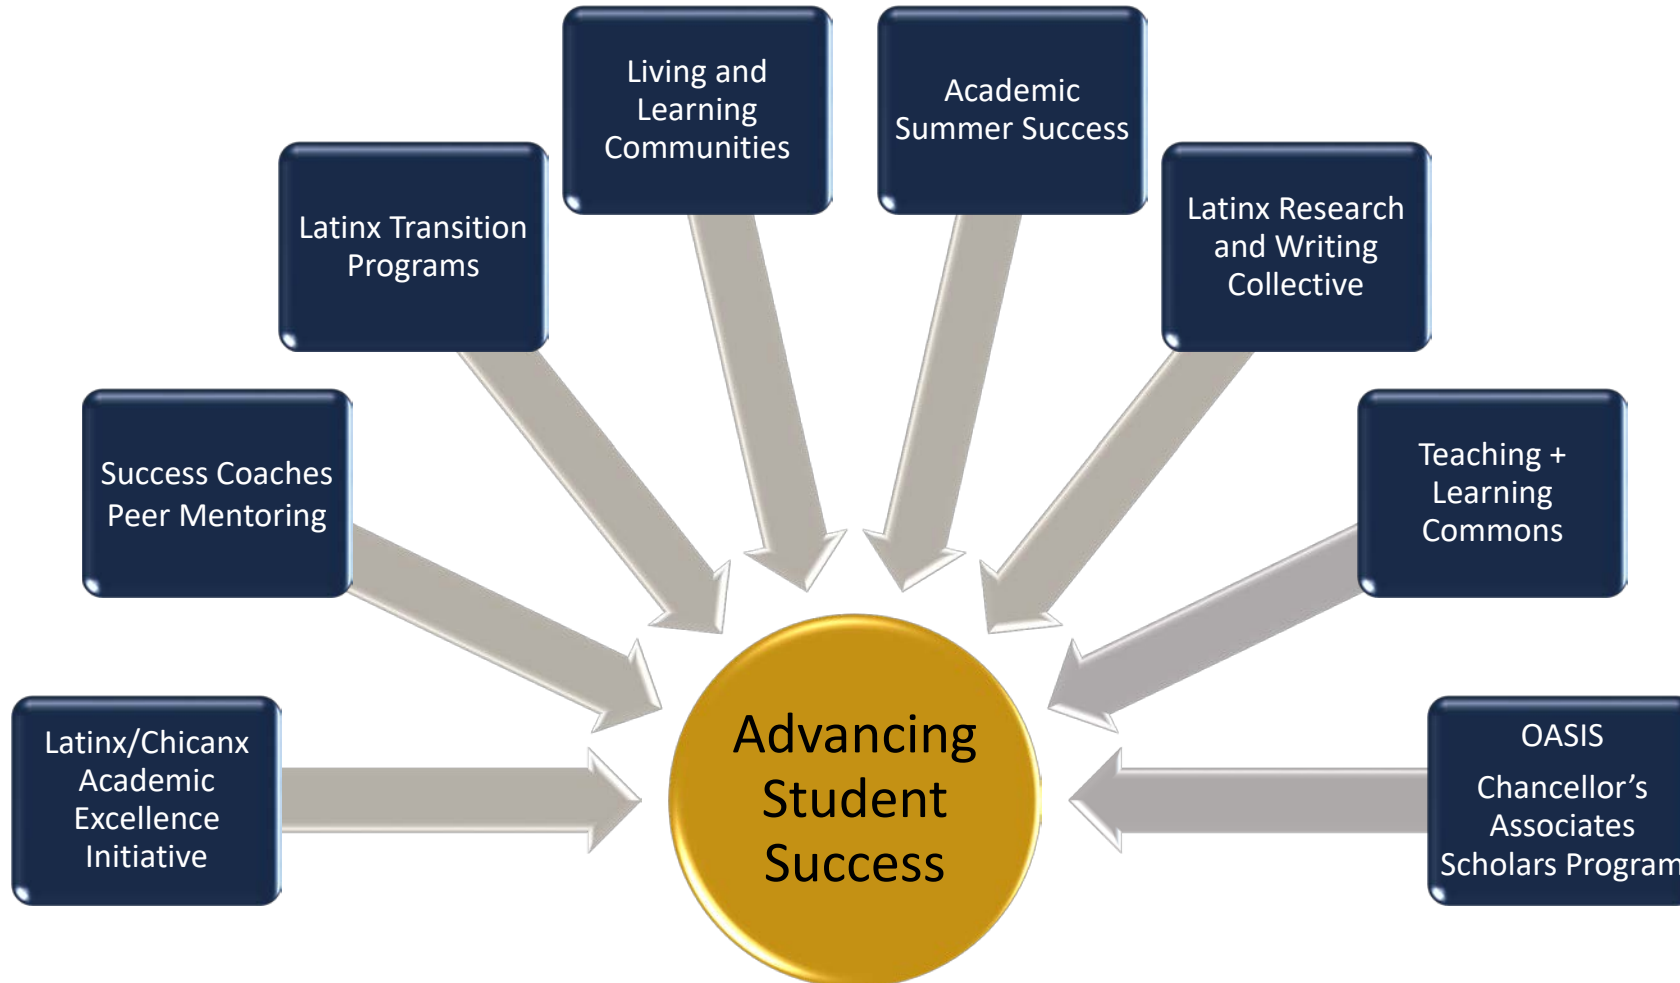 Living and
Learning
Communities
Academic
Summer Success
Latinx Transition
Programs
Latinx Research
and Writing
Collective
Success Coaches
Peer Mentoring
Teaching +
Learning
Commons
Latinx/Chicanx
Academic
Excellence
Initiative
Advancing
Student
Success
OASIS
Chancellor’s
Associates
Scholars Program